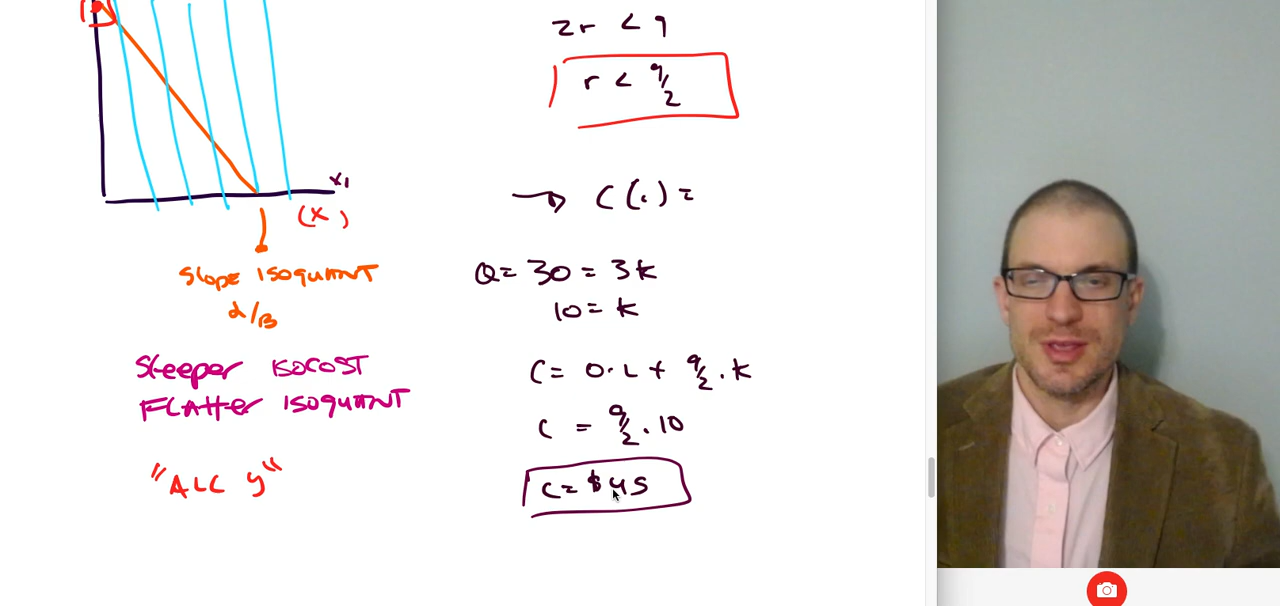 2r < 9
r < 9/2
x₁
(x)
→ C(.) =
Slope ISOQUANT
α/β
Q= 30 = 3K
10 = K
Steeper ISOCOST
FLAtter ISOQUANT
C= 0·L + 9/2 . K
C = 9/2 . 10
"ALL y"
C= $45